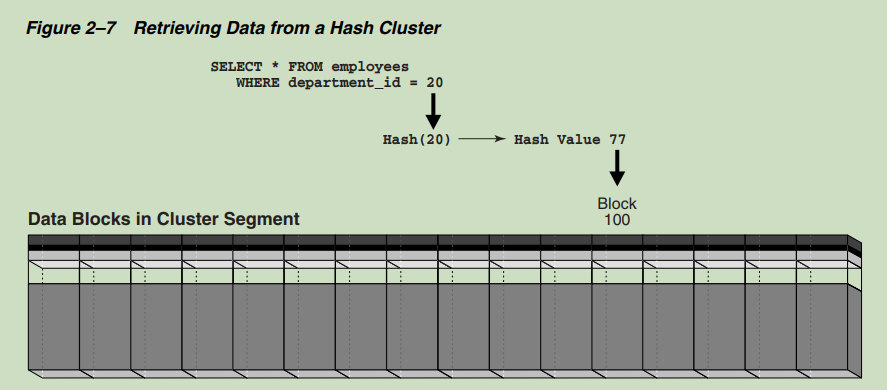 Figure 2–7 Retrieving Data from a Hash Cluster
SELECT * FROM employees
WHERE department_id = 20
Hash(20) Hash Value 77
Block
100
Data Blocks in Cluster Segment